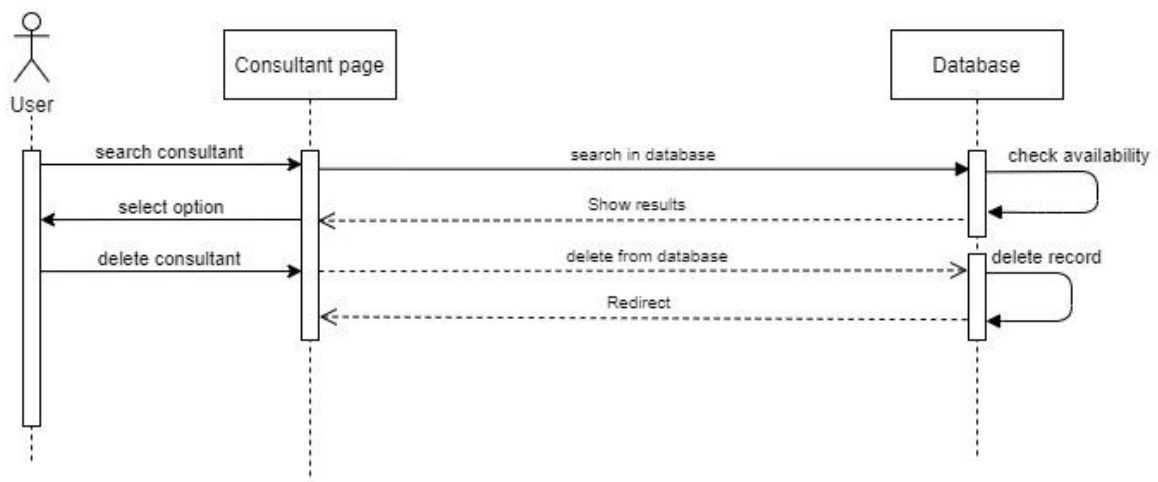 Consultant page
Database
User
search consultant
search in database
check availability
select option
Show results
delete consultant
delete from database
delete record
Redirect